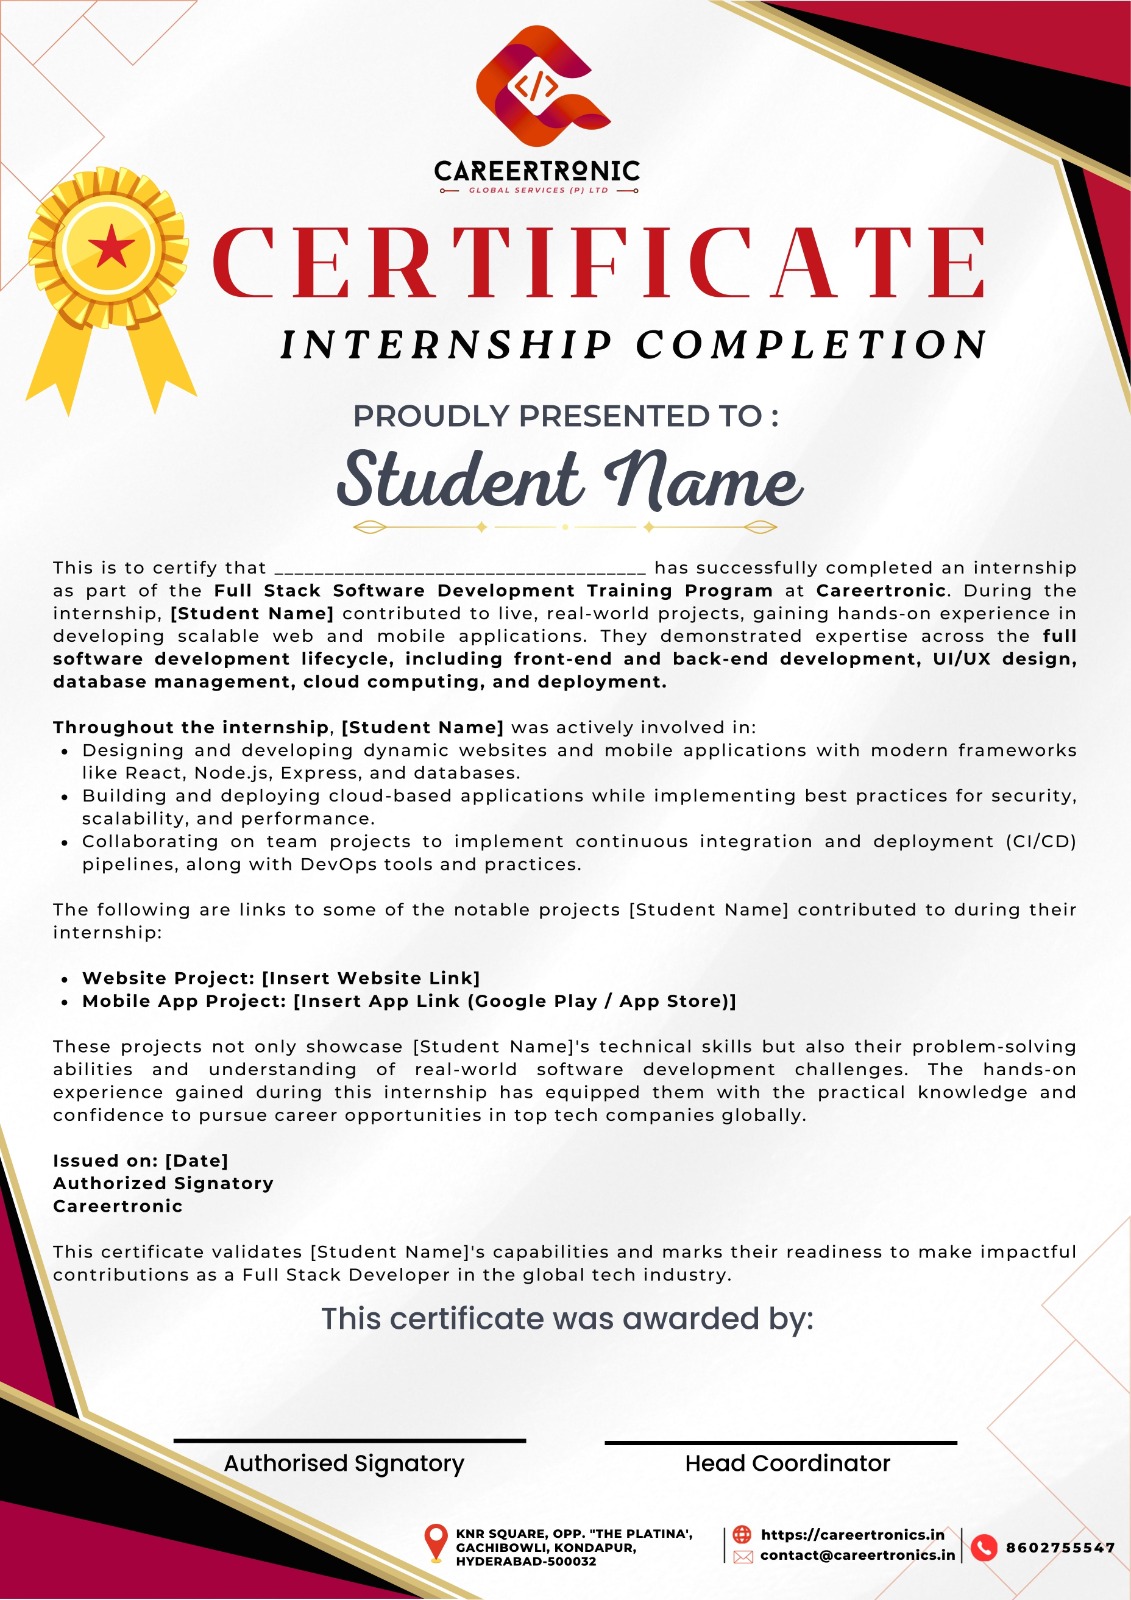 </>
CAREERTRONIC
GLOBAL SERVICES (P) LTD
CERTIFICATE
INTERNSHIP COMPLETION
PROUDLY PRESENTED TO :
Student Name
This is to certify that _____________________________________ has successfully completed an internship
as part of the Full Stack Software Development Training Program at Careertronic. During the
internship, [Student Name] contributed to live, real-world projects, gaining hands-on experience in
developing scalable web and mobile applications. They demonstrated expertise across the full
software development lifecycle, including front-end and back-end development, UI/UX design,
database management, cloud computing, and deployment.
Throughout the internship, [Student Name] was actively involved in:
• Designing and developing dynamic websites and mobile applications with modern frameworks
like React, Node.js, Express, and databases.
• Building and deploying cloud-based applications while implementing best practices for security,
scalability, and performance.
• Collaborating on team projects to implement continuous integration and deployment (CI/CD)
pipelines, along with DevOps tools and practices.
The following are links to some of the notable projects [Student Name] contributed to during their
internship:
• Website Project: [Insert Website Link]
• Mobile App Project: [Insert App Link (Google Play / App Store)]
These projects not only showcase [Student Name]'s technical skills but also their problem-solving
abilities and understanding of real-world software development challenges. The hands-on
experience gained during this internship has equipped them with the practical knowledge and
confidence to pursue career opportunities in top tech companies globally.
Issued on: [Date]
Authorized Signatory
Careertronic
This certificate validates [Student Name]'s capabilities and marks their readiness to make impactful
contributions as a Full Stack Developer in the global tech industry.
This certificate was awarded by:
Authorised Signatory
Head Coordinator
KNR SQUARE, OPP. "THE PLATINA',
GACHIBOWLI, KONDAPUR,
HYDERABAD-500032
https://careertronics.in
contact@careertronics.in
8602755547